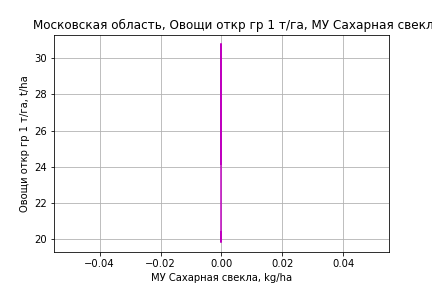 Московская область, Овощи откр гр 1 т/га, МУ Сахарная свекл
30
28
26
24
22
20
Овощи откр гр 1 т/га, t/ha
−0.04 −0.02 0.00 0.02 0.04
МУ Сахарная свекла, kg/ha